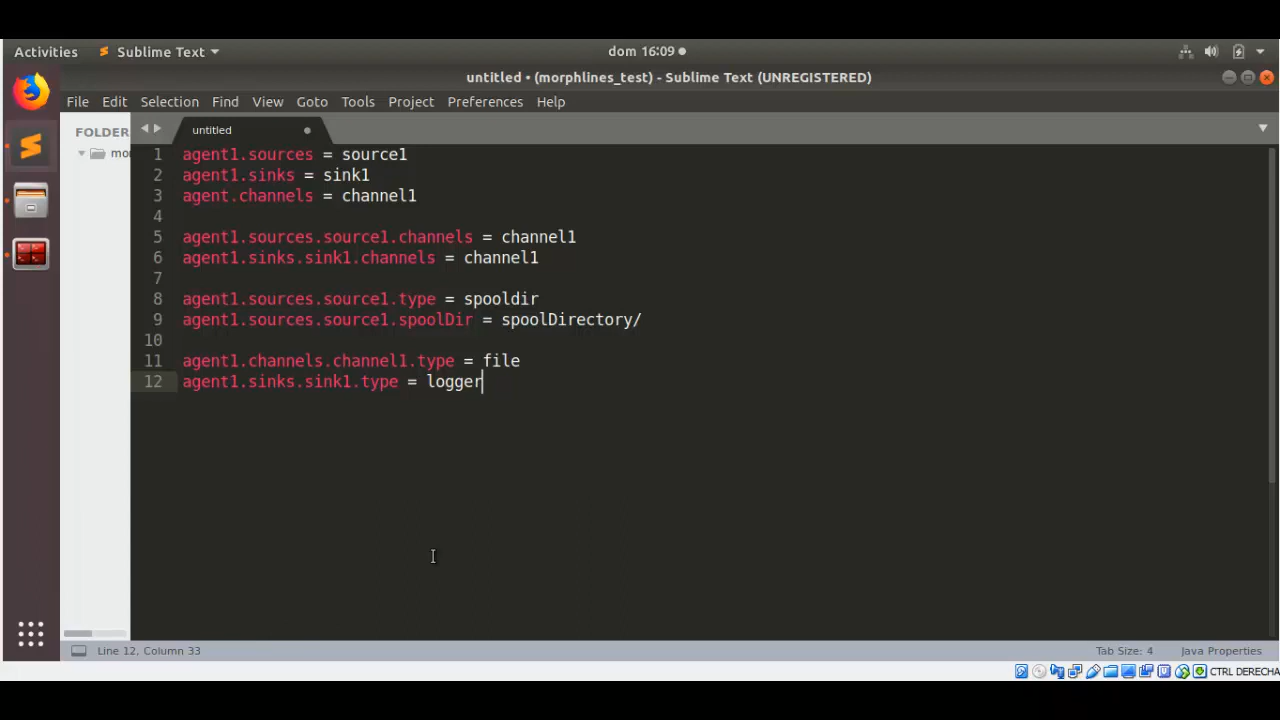 Activities Sublime Text dom 16:09
untitled • (morphlines_test) - Sublime Text (UNREGISTERED)
File Edit Selection Find View Goto Tools Project Preferences Help
FOLDER untitled
mo
1 agent1.sources = source1
2 agent1.sinks = sink1
3 agent.channels = channel1
4
5 agent1.sources.source1.channels = channel1
6 agent1.sinks.sink1.channels = channel1
7
8 agent1.sources.source1.type = spooldir
9 agent1.sources.source1.spoolDir = spoolDirectory/
10
11 agent1.channels.channel1.type = file
12 agent1.sinks.sink1.type = logger
Line 12, Column 33 Tab Size: 4 Java Properties
CTRL DERECHA